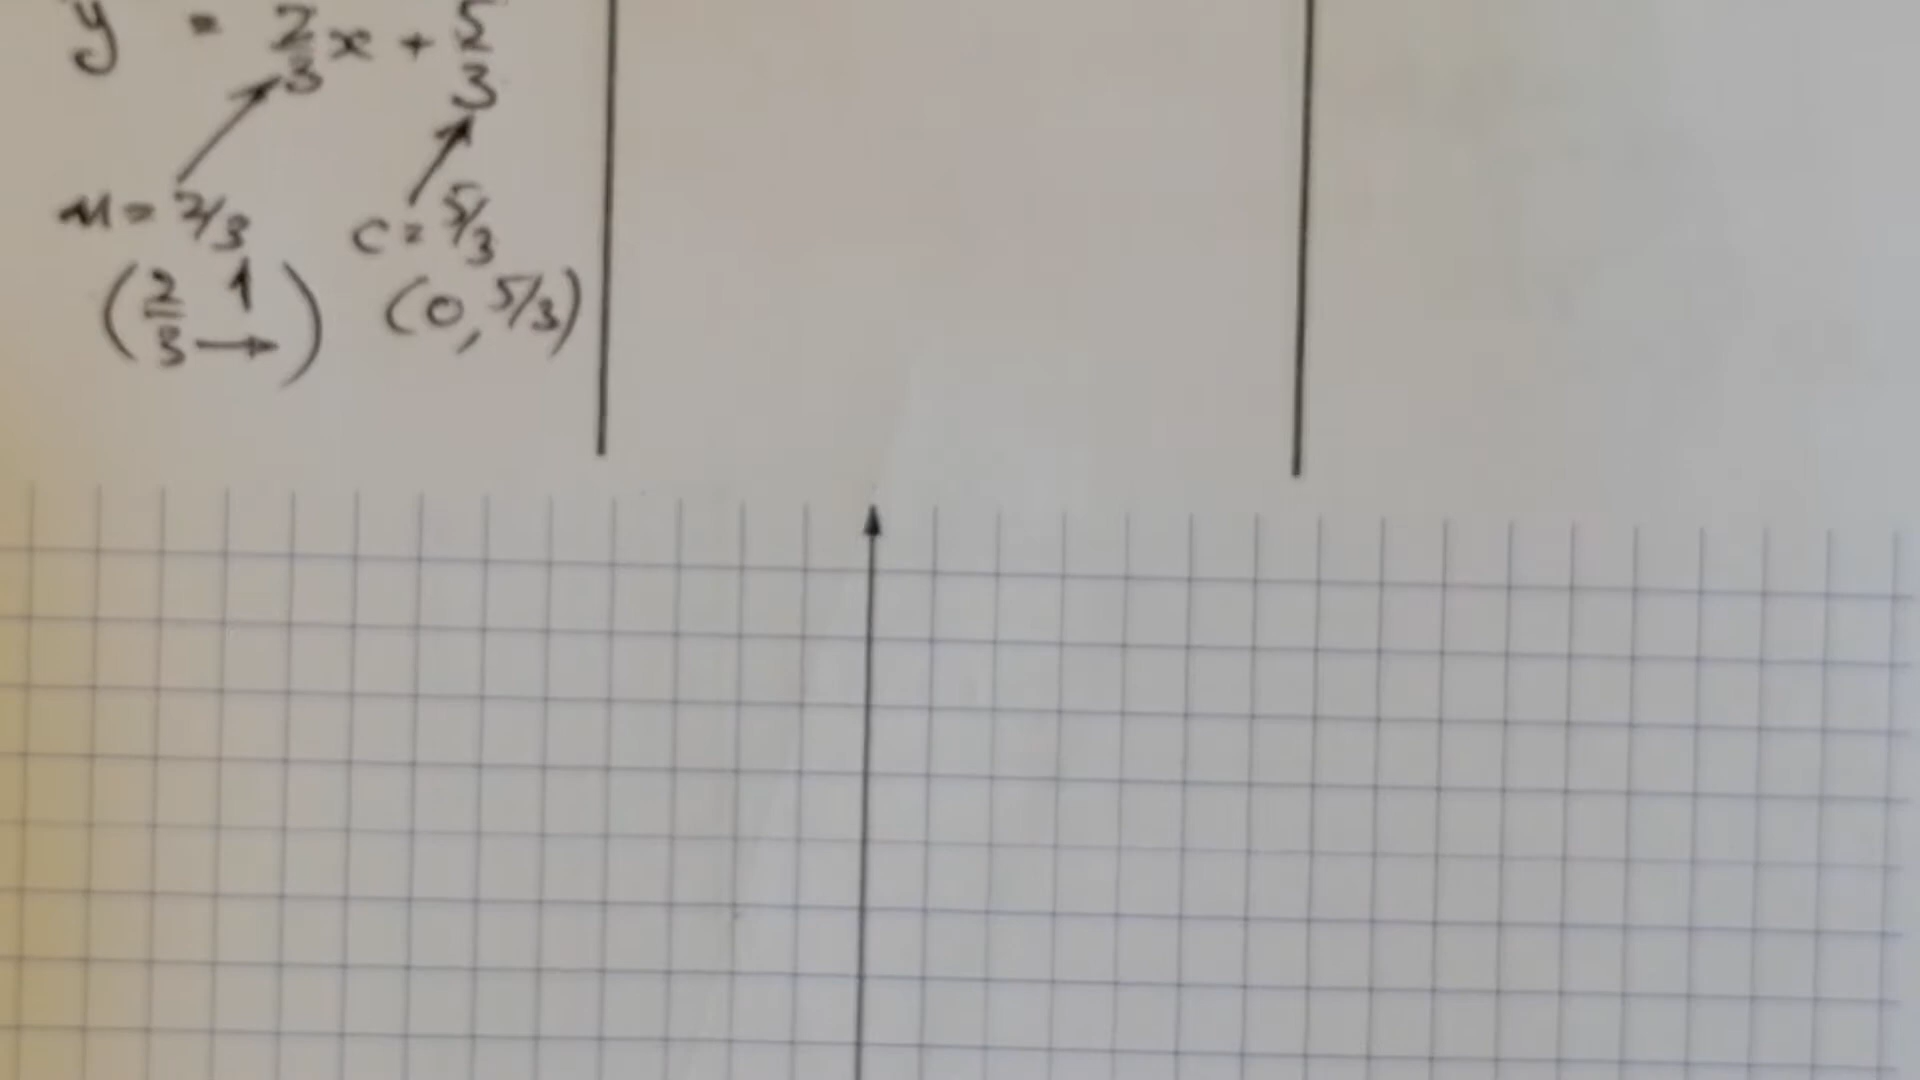 y = 2/3 x + 5/3
m = 2/3 c = 5/3
(2/3 ↑→) (0, 5/3)